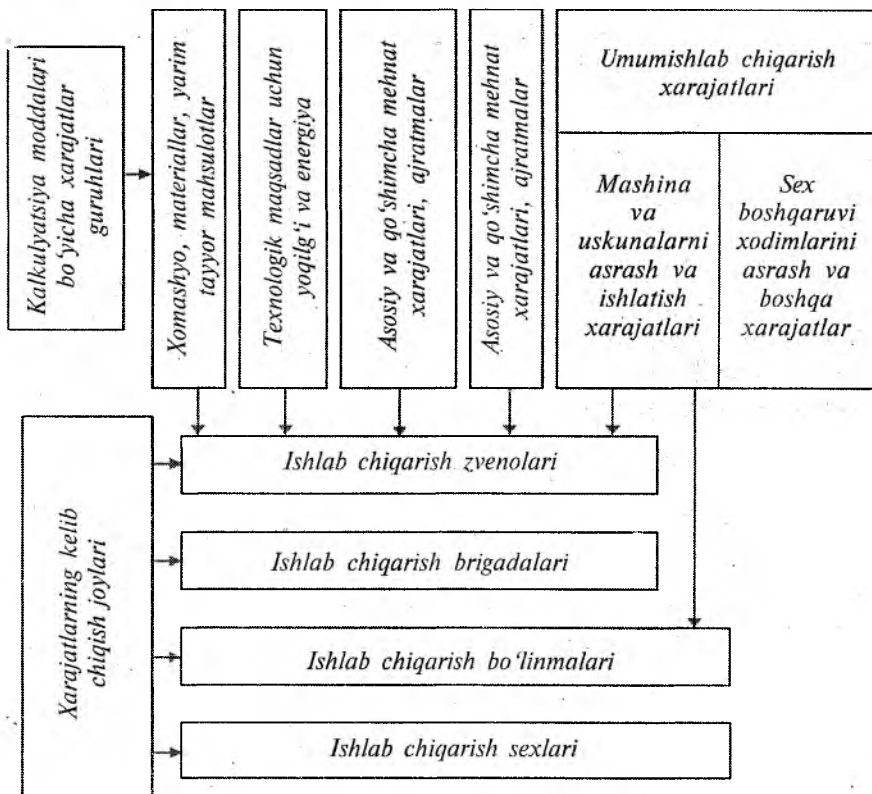 Kalkulyatsiya moddalari
bo‘yicha xarajatlar
guruhlari
Xomashyo, materiallar, yarim
tayyor mahsulotlar
Texnologik maqsadlar uchun
yoqilg‘i va energiya
Asosiy va qo‘shimcha mehnat
xarajatlari, ajratmalar
Asosiy va qo‘shimcha mehnat
xarajatlari, ajratmalar
Umumishlab chiqarish
xarajatlari
Mashina
va
uskunalarni
asrash va
ishlatish
xarajatlari
Sex
boshqaruvi
xodimlarini
asrash va
boshqa
xarajatlar
Xarajatlarning kelib
chiqish joylari
Ishlab chiqarish zvenolari
Ishlab chiqarish brigadalari
Ishlab chiqarish bo‘linmalari
Ishlab chiqarish sexlari